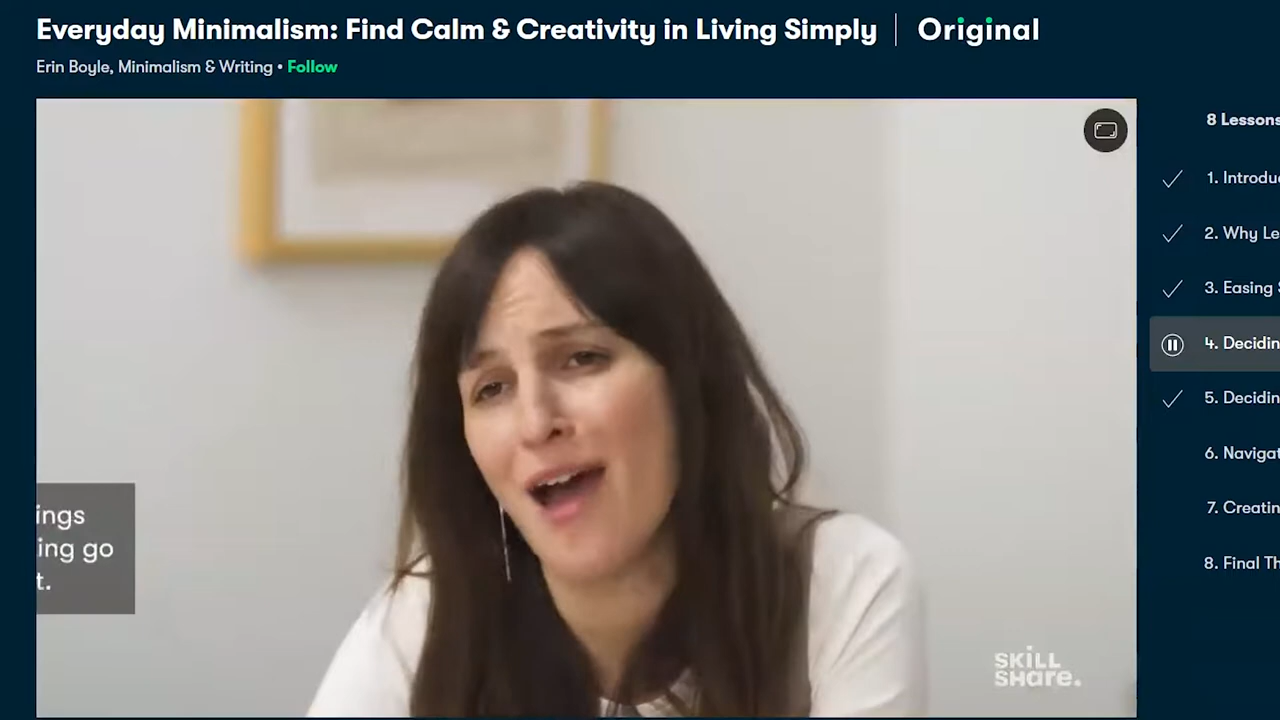 Everyday Minimalism: Find Calm & Creativity in Living Simply | Original
Erin Boyle, Minimalism & Writing • Follow
8 Lessons
1. Introdu
2. Why Le
3. Easing
4. Decidin
5. Decidin
6. Navigat
7. Creatin
8. Final Th
ings
ing go
t.
SKILL
SHare.